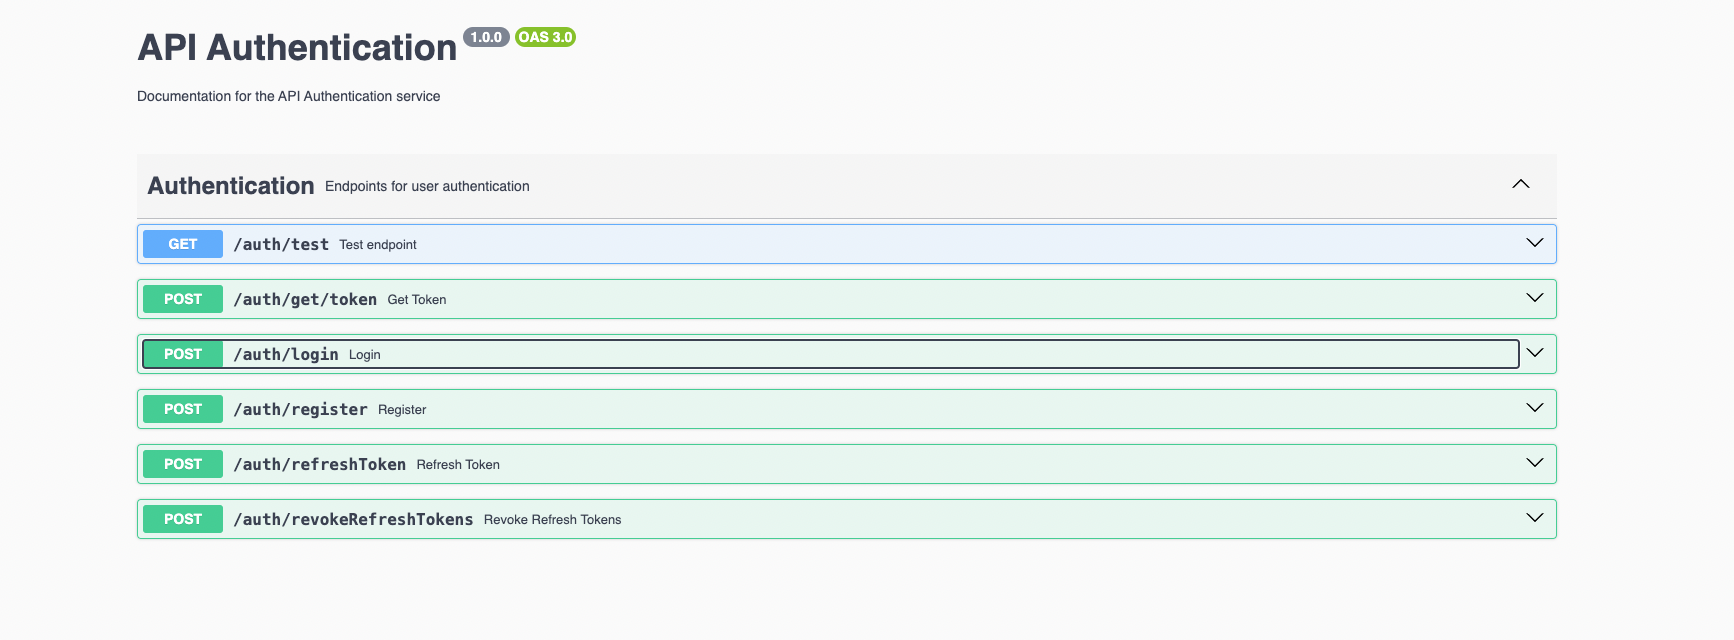 API Authentication 1.0.0 OAS 3.0
Documentation for the API Authentication service
Authentication Endpoints for user authentication
GET /auth/test Test endpoint
POST /auth/get/token Get Token
POST /auth/login Login
POST /auth/register Register
POST /auth/refreshToken Refresh Token
POST /auth/revokeRefreshTokens Revoke Refresh Tokens